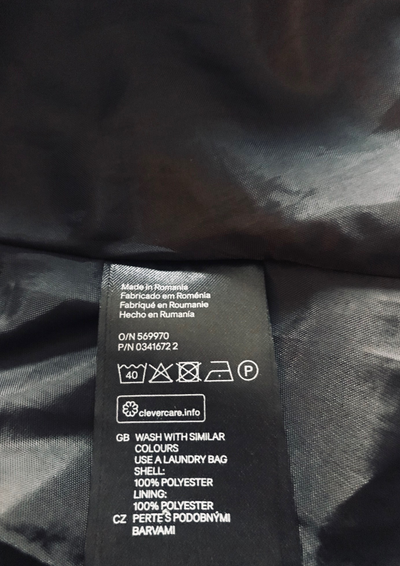 Made in Romania
Fabricado em Roménia
Fabriqué en Roumanie
Hecho en Rumanía
O/N 569970
P/N 0341672 2
40 P
clevercare.info
GB WASH WITH SIMILAR
COLOURS
USE A LAUNDRY BAG
SHELL:
100% POLYESTER
LINING:
100% POLYESTER
CZ PERTE S PODOBNÝMI
BARVAMI